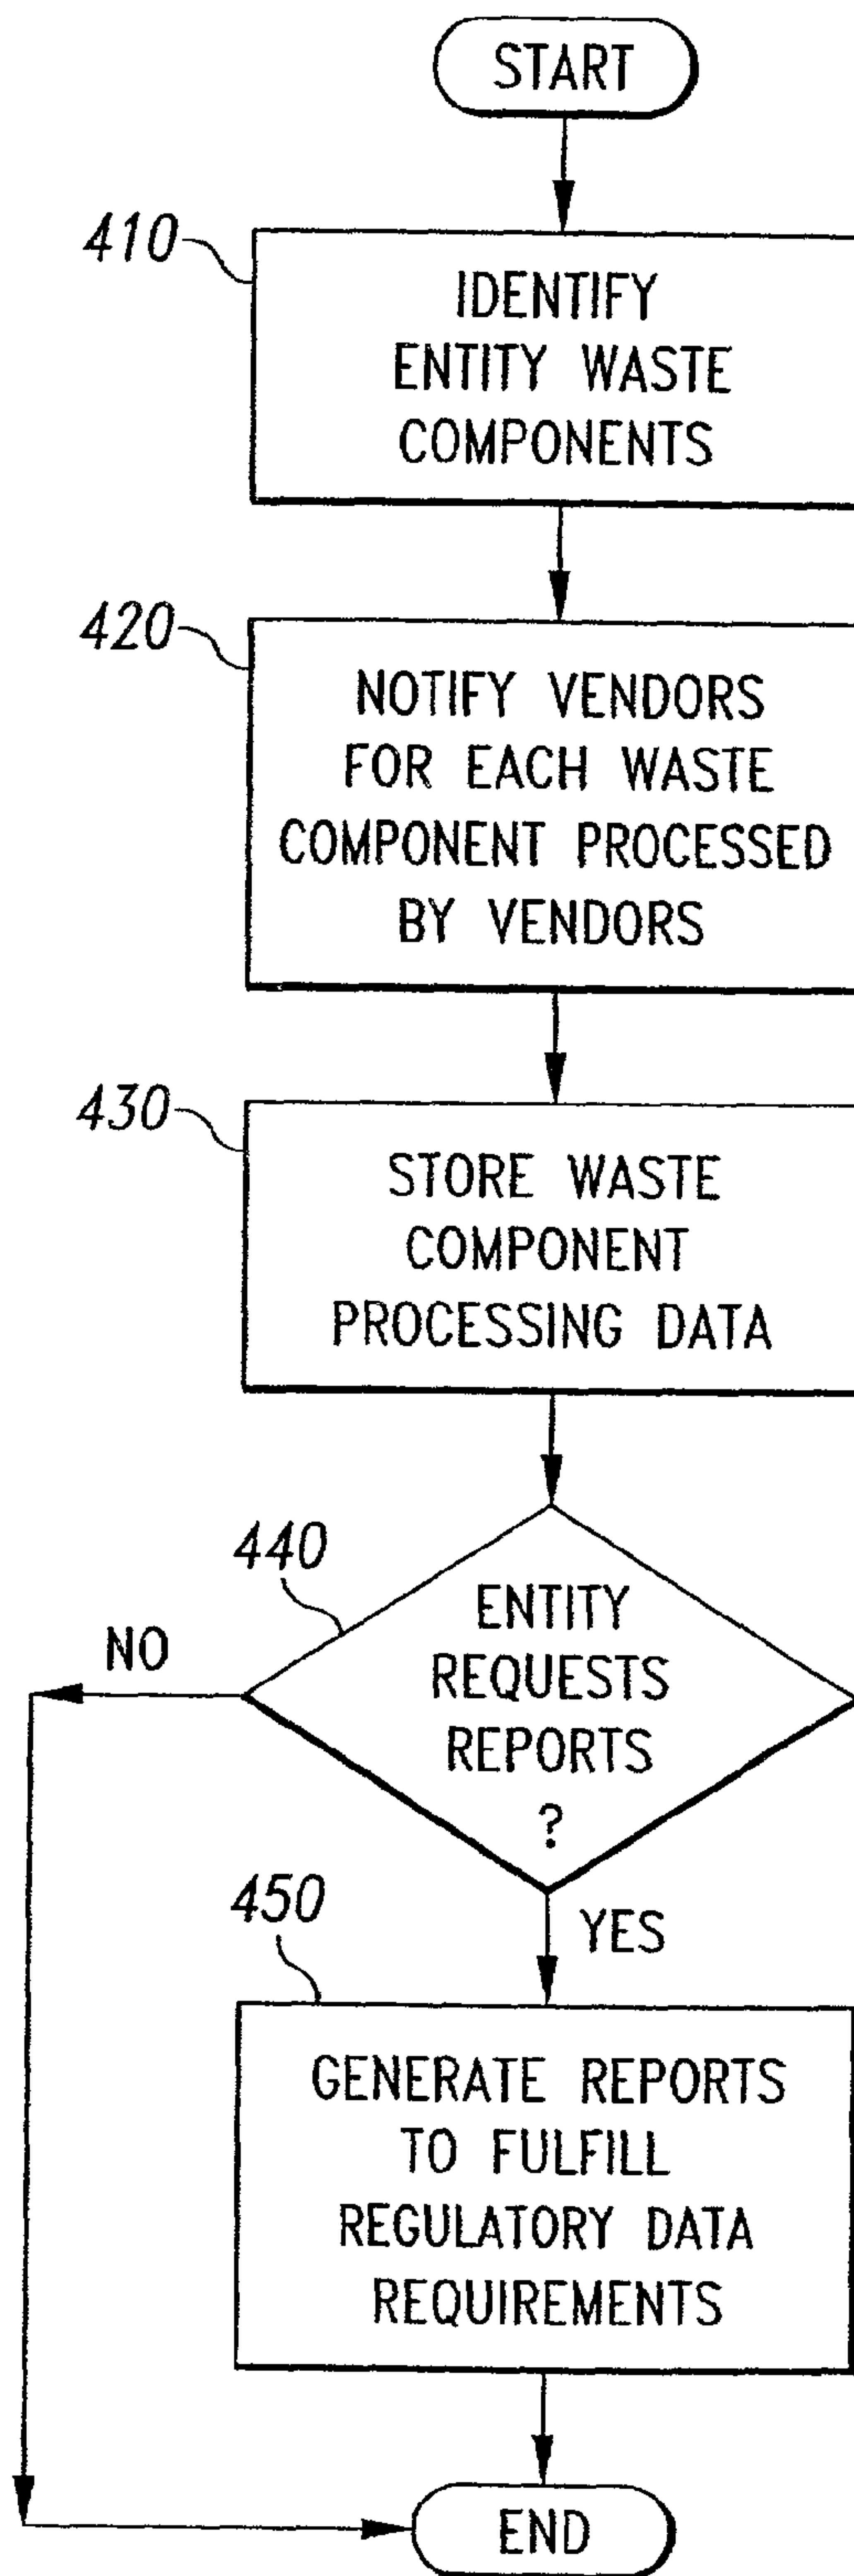 START
410
IDENTIFY
ENTITY WASTE
COMPONENTS
420
NOTIFY VENDORS
FOR EACH WASTE
COMPONENT PROCESSED
BY VENDORS
430
STORE WASTE
COMPONENT
PROCESSING DATA
440
NO
ENTITY
REQUESTS
REPORTS
?
450
YES
GENERATE REPORTS
TO FULFILL
REGULATORY DATA
REQUIREMENTS
END